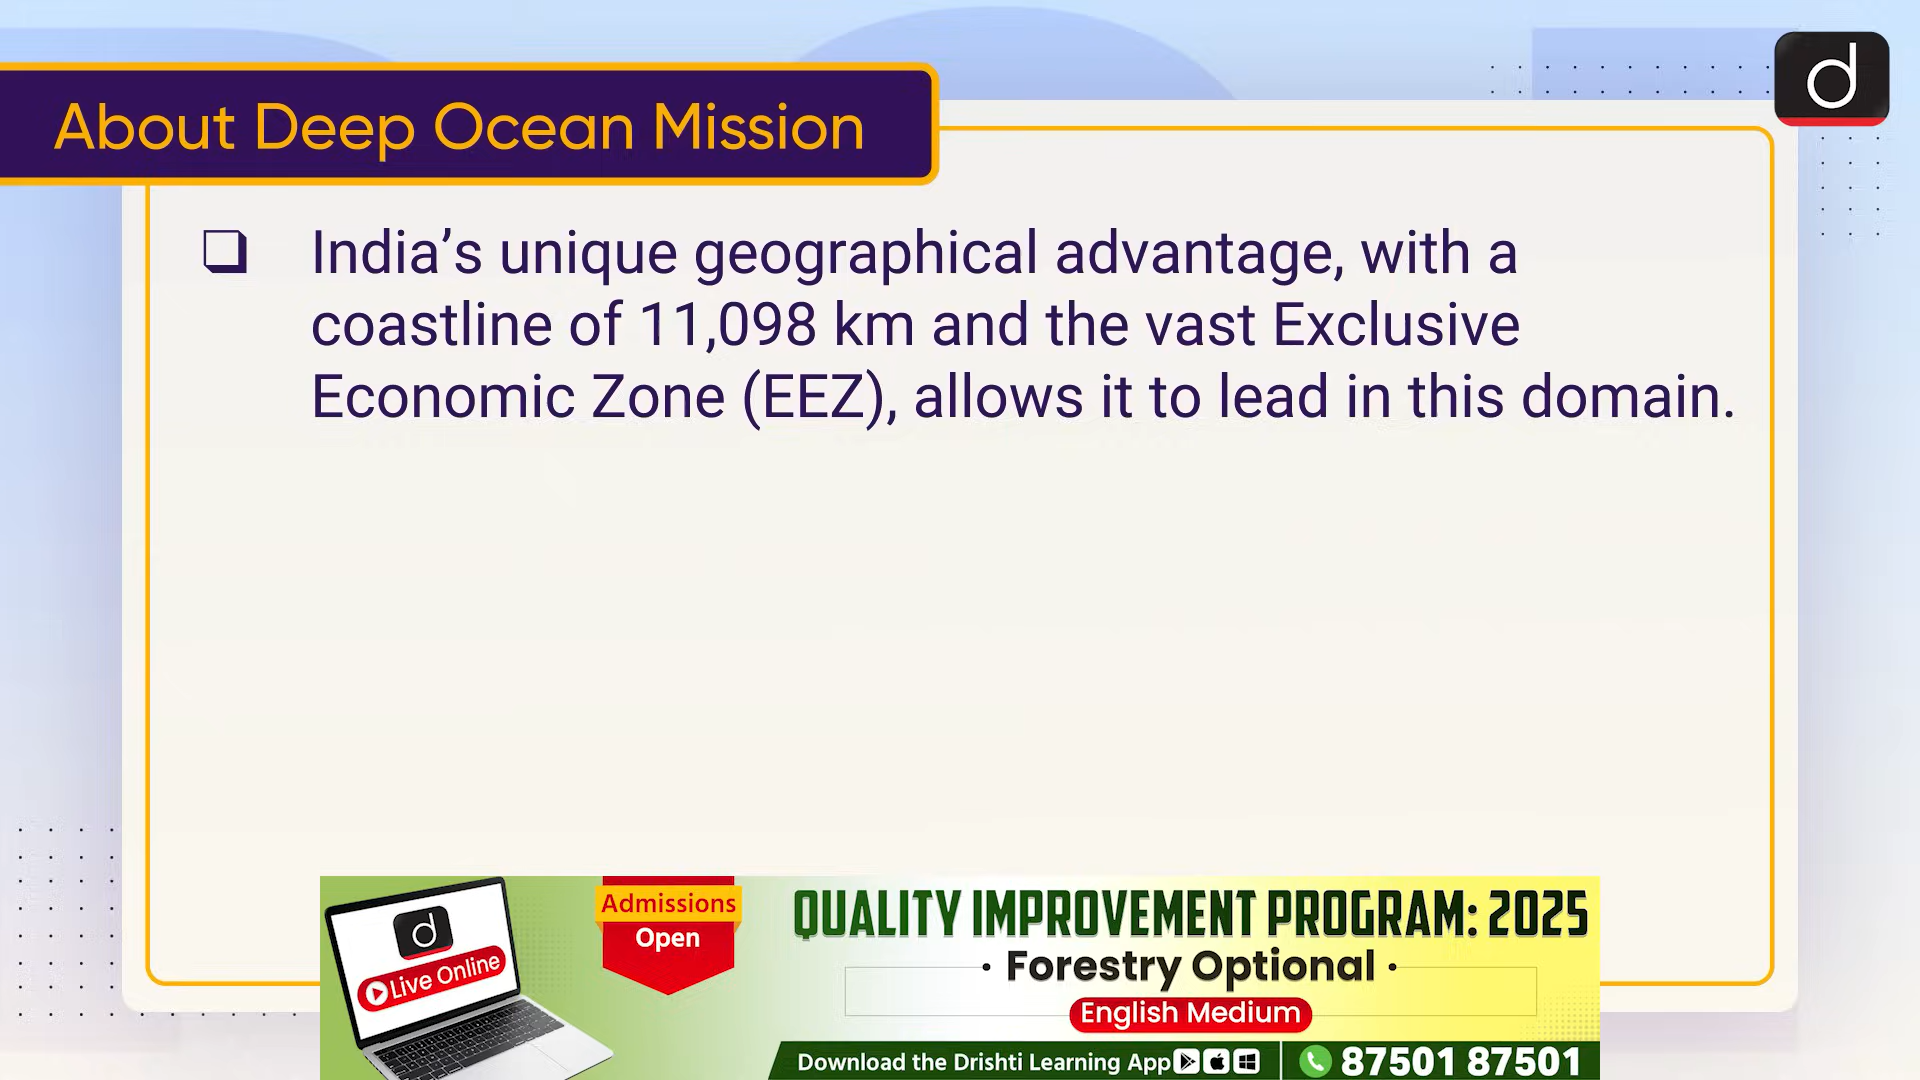 About Deep Ocean Mission
d
❑ India’s unique geographical advantage, with a
coastline of 11,098 km and the vast Exclusive
Economic Zone (EEZ), allows it to lead in this domain.
d
Live Online
Admissions
Open
QUALITY IMPROVEMENT PROGRAM: 2025
• Forestry Optional •
English Medium
Download the Drishti Learning App
87501 87501